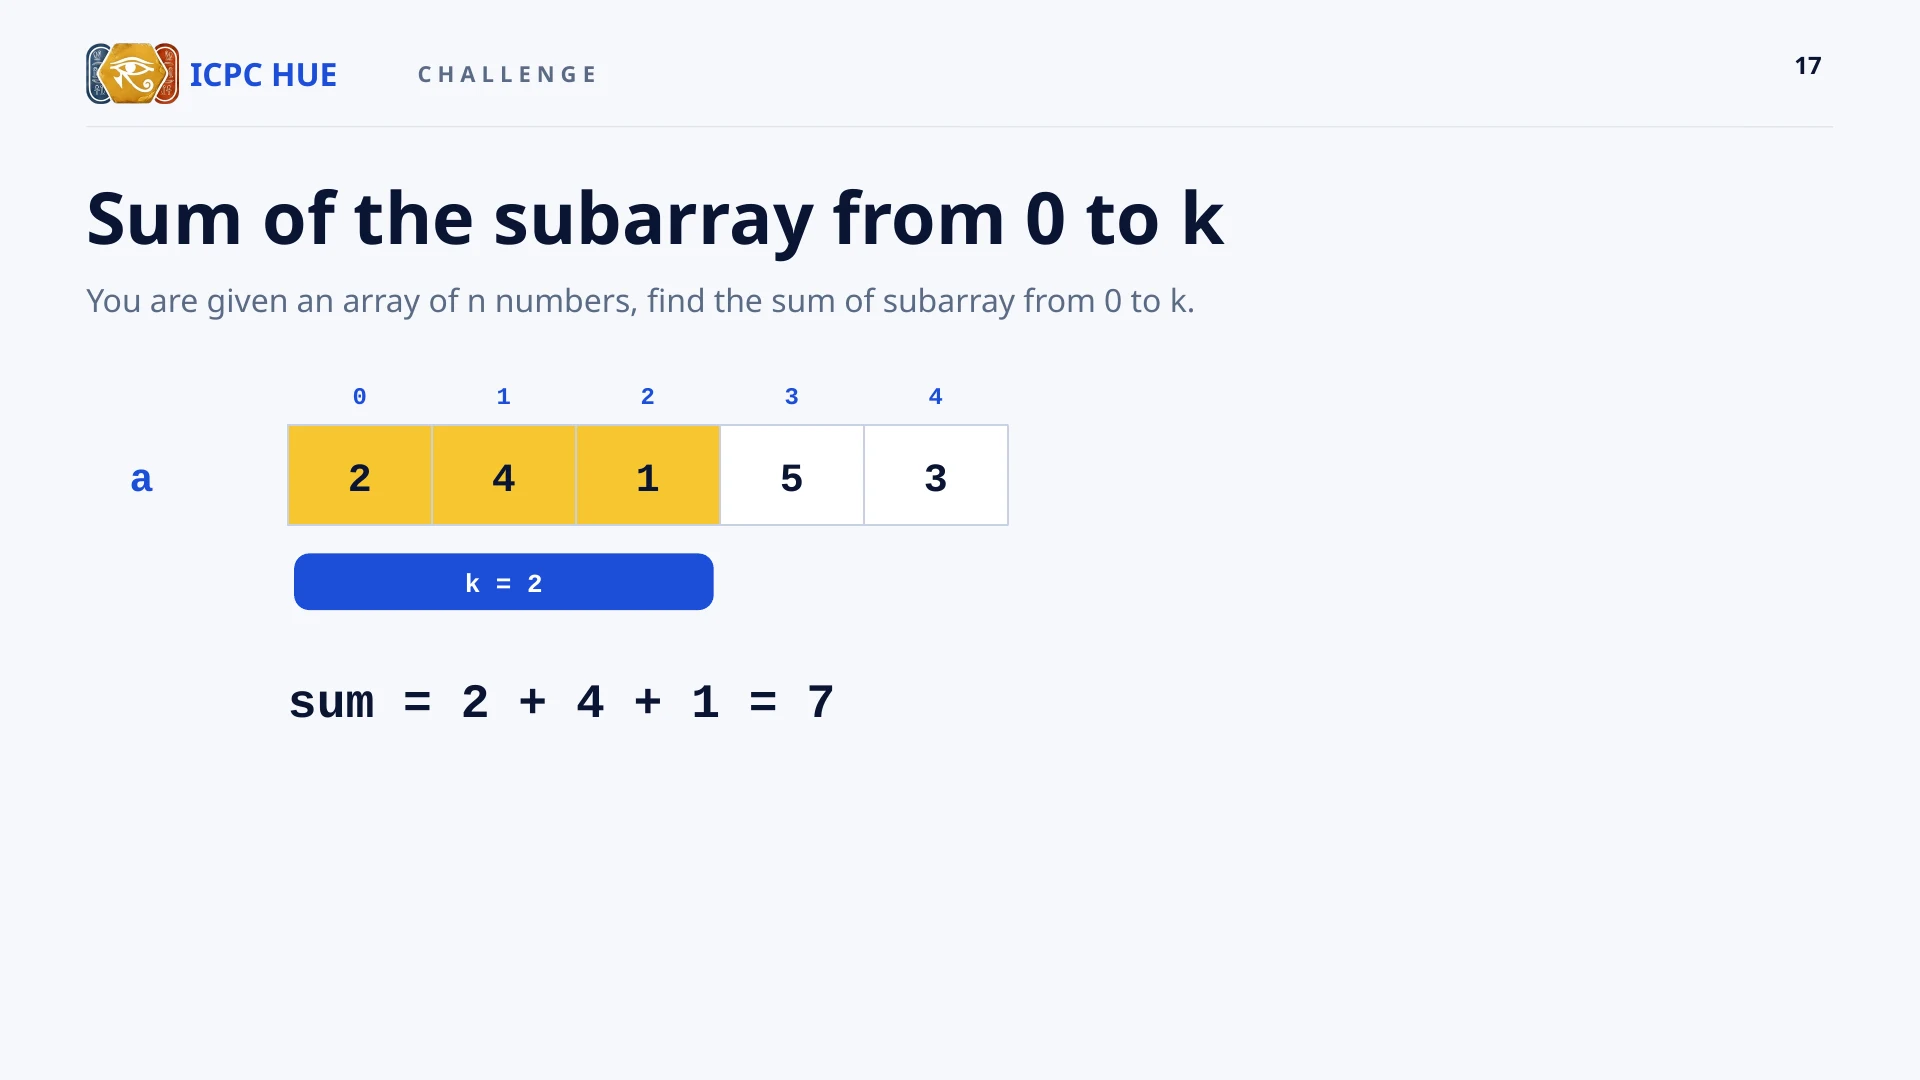 ICPC HUE
CHALLENGE
17
Sum of the subarray from 0 to k
You are given an array of n numbers, find the sum of subarray from 0 to k.
0 1 2 3 4
a 2 4 1 5 3
k = 2
sum = 2 + 4 + 1 = 7